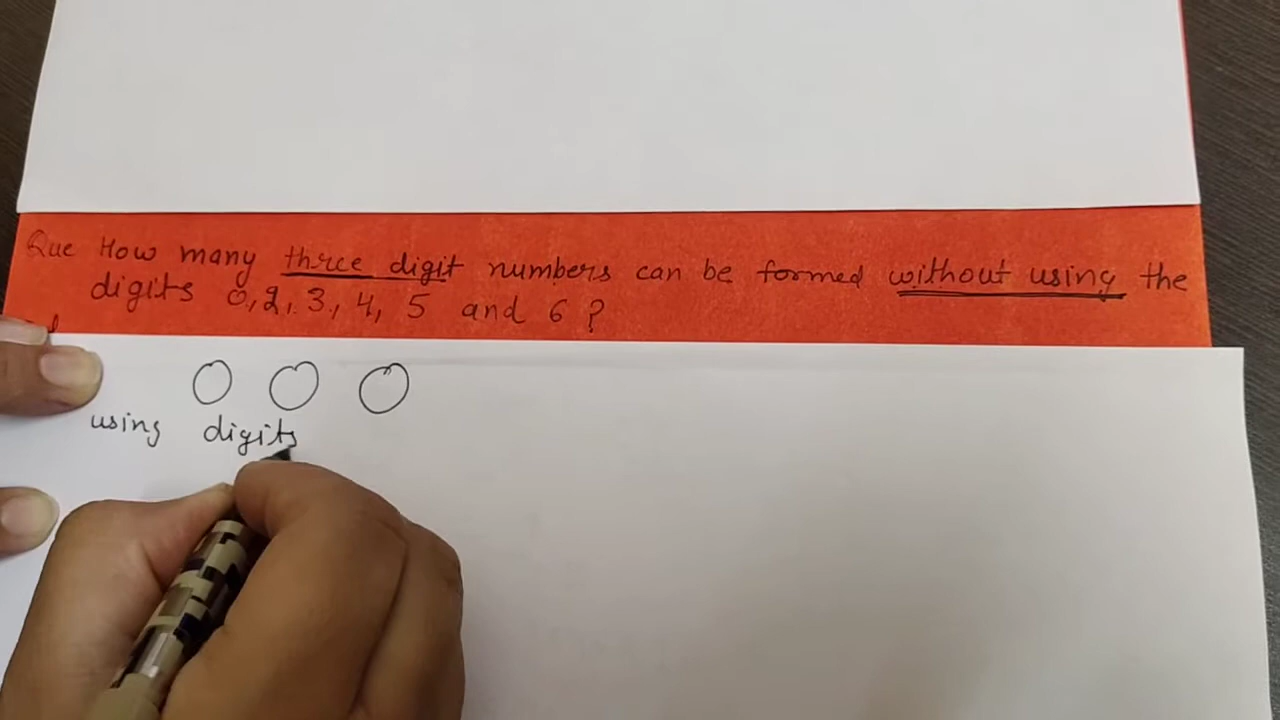 Que How many three digit numbers can be formed without using the
digits 0, 2, 3, 4, 5 and 6 ?
using digits